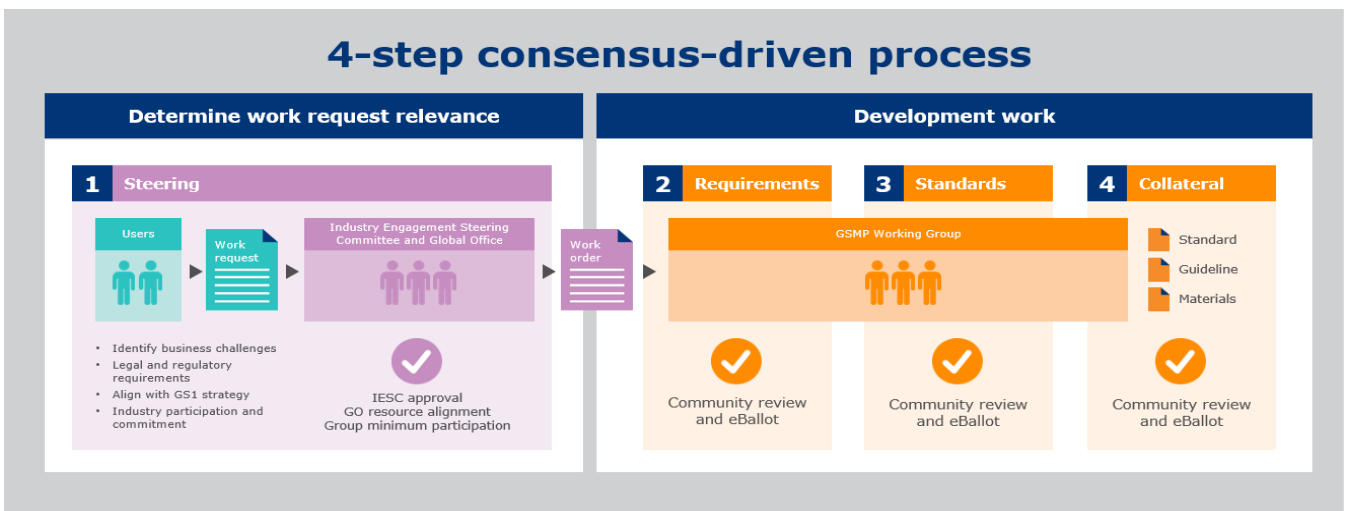 4-step consensus-driven process
Determine work request relevance
Development work
1 Steering
Users
Work
request
Industry Engagement Steering
Committee and Global Office
Work
order
• Identify business challenges
• Legal and regulatory
requirements
• Align with GS1 strategy
• Industry participation and
commitment
IESC approval
GO resource alignment
Group minimum participation
2 Requirements
3 Standards
4 Collateral
GSMP Working Group
Standard
Guideline
Materials
Community review
and eBallot
Community review
and eBallot
Community review
and eBallot